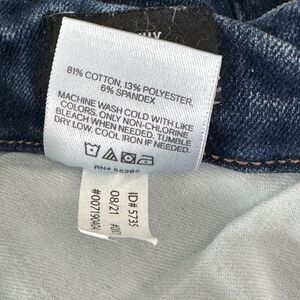 81% COTTON, 13% POLYESTER,
6% SPANDEX
MACHINE WASH COLD WITH LIKE
COLORS, ONLY NON-CHLORINE
BLEACH WHEN NEEDED. TUMBLE
DRY LOW. COOL IRON IF NEEDED.
ID# 5735
08/21